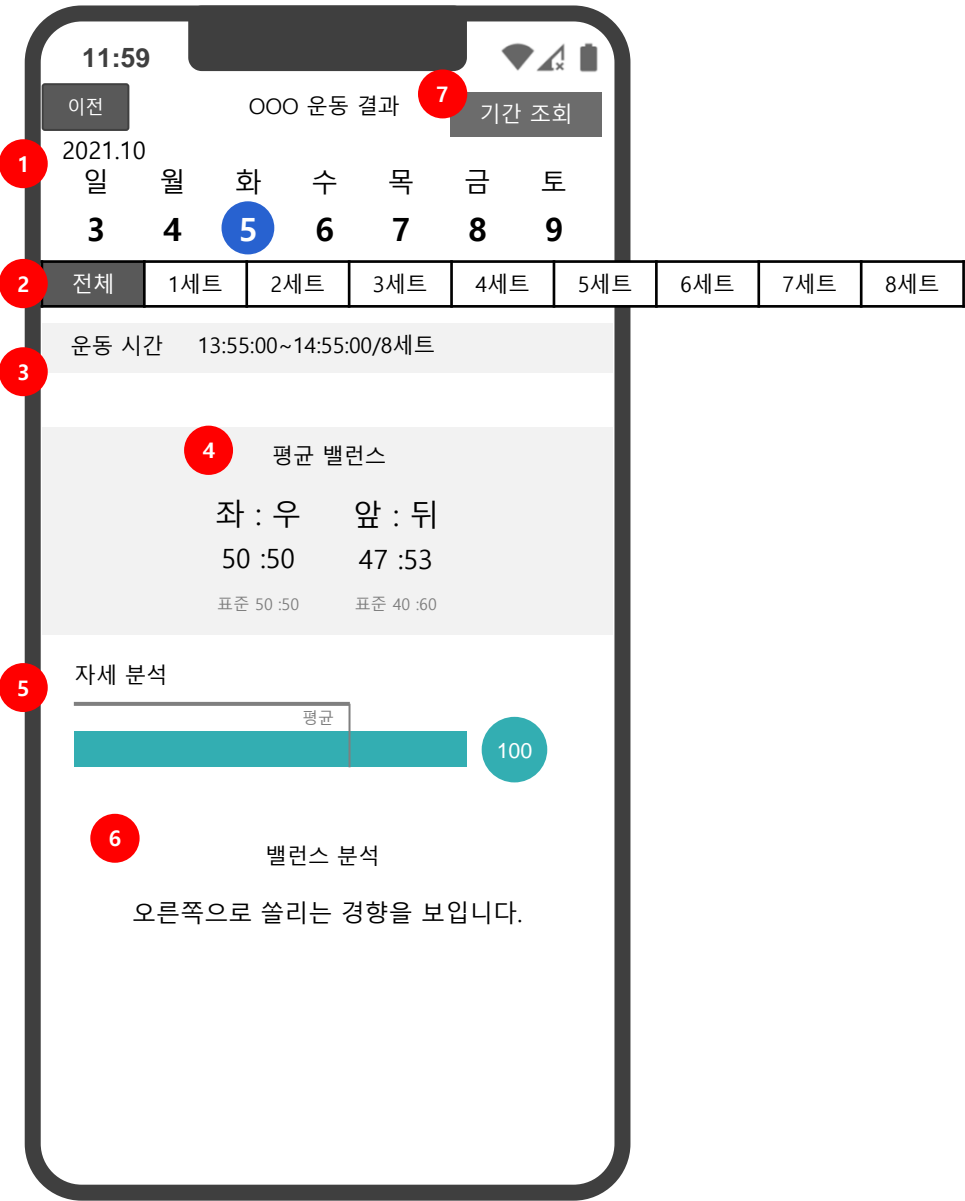 11:59
이전
OOO 운동 결과
7
기간 조회
1
2021.10
일 월 화 수 목 금 토
3 4 5 6 7 8 9
2
전체 1세트 2세트 3세트 4세트 5세트 6세트 7세트 8세트
운동 시간 13:55:00~14:55:00/8세트
3
4
평균 밸런스
좌 : 우 앞 : 뒤
50 :50 47 :53
표준 50 :50 표준 40 :60
5
자세 분석
평균
100
6
밸런스 분석
오른쪽으로 쏠리는 경향을 보입니다.